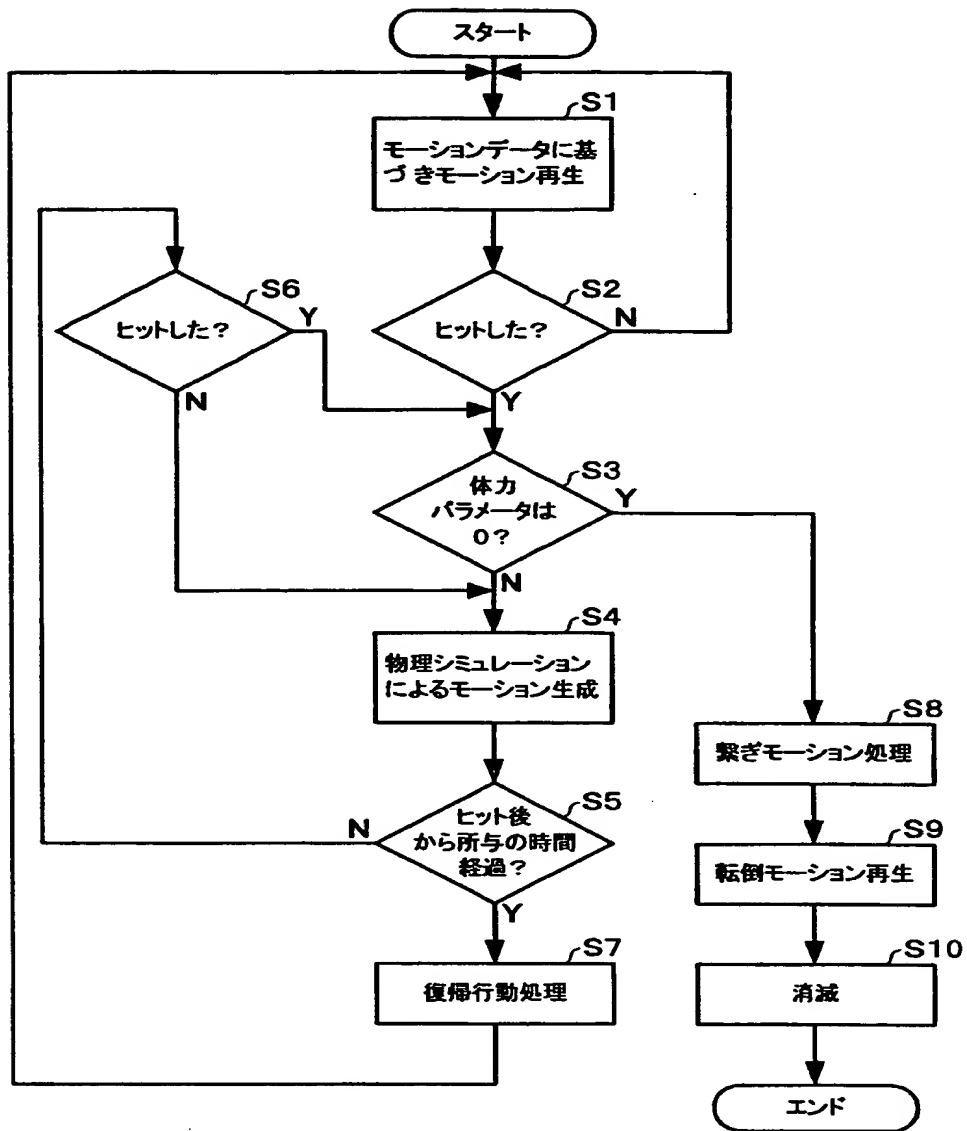 スタート
S1
モーションデータに基
づきモーション再生
S6
ヒットした?
Y
N
S2
ヒットした?
N
Y
S3
体力
パラメータは
0?
Y
N
S4
物理シミュレーション
によるモーション生成
S5
ヒット後
から所与の時間
経過?
N
Y
S7
復帰行動処理
S8
繋ぎモーション処理
S9
転倒モーション再生
S10
消滅
エンド